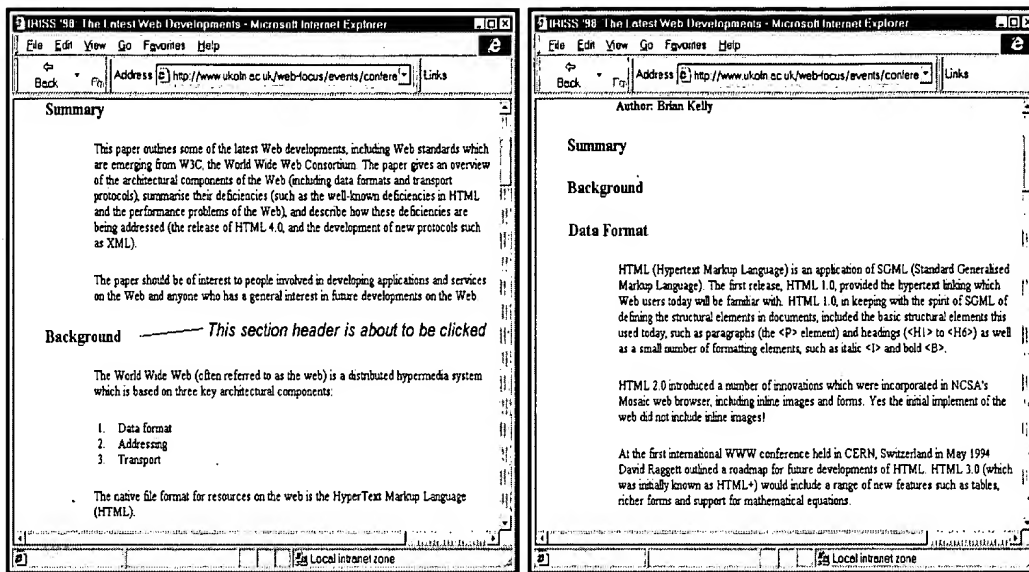 IRISS '98: The Latest Web Developments - Microsoft Internet Explorer
File Edit View Go Favorites Help
Back Fo Address http://www.ukoln.ac.uk/web-focus/events/confere Links
Summary
This paper outlines some of the latest Web developments, including Web standards which
are emerging from W3C, the World Wide Web Consortium. The paper gives an overview
of the architectural components of the Web (including data formats and transport
protocols), summarise their deficiencies (such as the well-known deficiencies in HTML
and the performance problems of the Web), and describe how these deficiencies are
being addressed (the release of HTML 4.0, and the development of new protocols such
as XML).
The paper should be of interest to people involved in developing applications and services
on the Web and anyone who has a general interest in future developments on the Web
Background
This section header is about to be clicked
The World Wide Web (often referred to as the web) is a distributed hypermedia system
which is based on three key architectural components:
1. Data format
2. Addressing
3. Transport
The native file format for resources on the web is the HyperText Markup Language
(HTML).
Local intranet zone
IRISS '98: The Latest Web Developments - Microsoft Internet Explorer
File Edit View Go Favorites Help
Back Fo Address http://www.ukoln.ac.uk/web-focus/events/confere Links
Author: Brian Kelly
Summary
Background
Data Format
HTML (Hypertext Markup Language) is an application of SGML (Standard Generalised
Markup Language). The first release, HTML 1.0, provided the hypertext linking which
Web users today will be familiar with. HTML 1.0, in keeping with the spirit of SGML of
defining the structural elements in documents, included the basic structural elements this
used today, such as paragraphs (the <P> element) and headings (<H1> to <H6>) as well
as a small number of formatting elements, such as italic <I> and bold <B>.
HTML 2.0 introduced a number of innovations which were incorporated in NCSA's
Mosaic web browser, including inline images and forms. Yes the initial implement of the
web did not include inline images!
At the first international WWW conference held in CERN, Switzerland in May 1994
David Raggett outlined a roadmap for future developments of HTML. HTML 3.0 (which
was initially known as HTML+) would include a range of new features such as tables,
richer forms and support for mathematical equations.
Local intranet zone